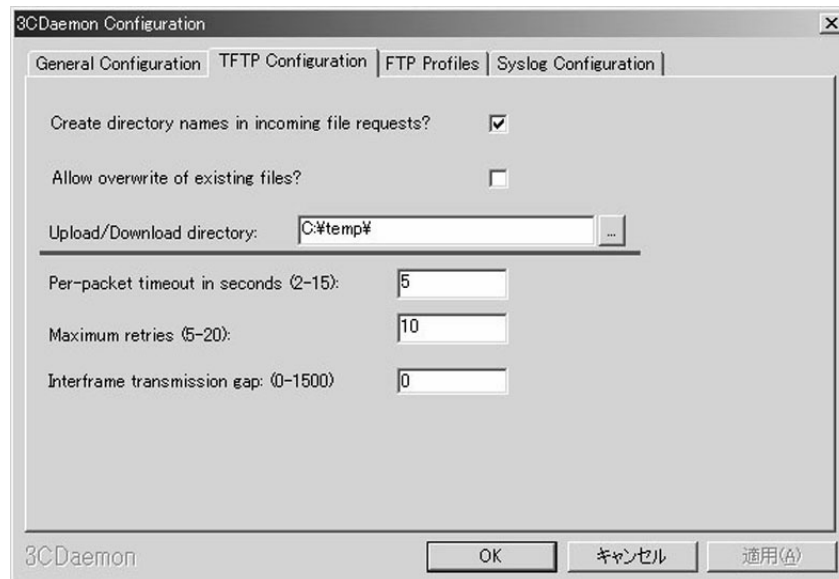 3CDaemon Configuration
General Configuration TFTP Configuration FTP Profiles Syslog Configuration
Create directory names in incoming file requests?
Allow overwrite of existing files?
Upload/Download directory: C:¥temp¥ ...
Per-packet timeout in seconds (2-15): 5
Maximum retries (5-20): 10
Interframe transmission gap: (0-1500) 0
3CDaemon OK キャンセル 適用(A)